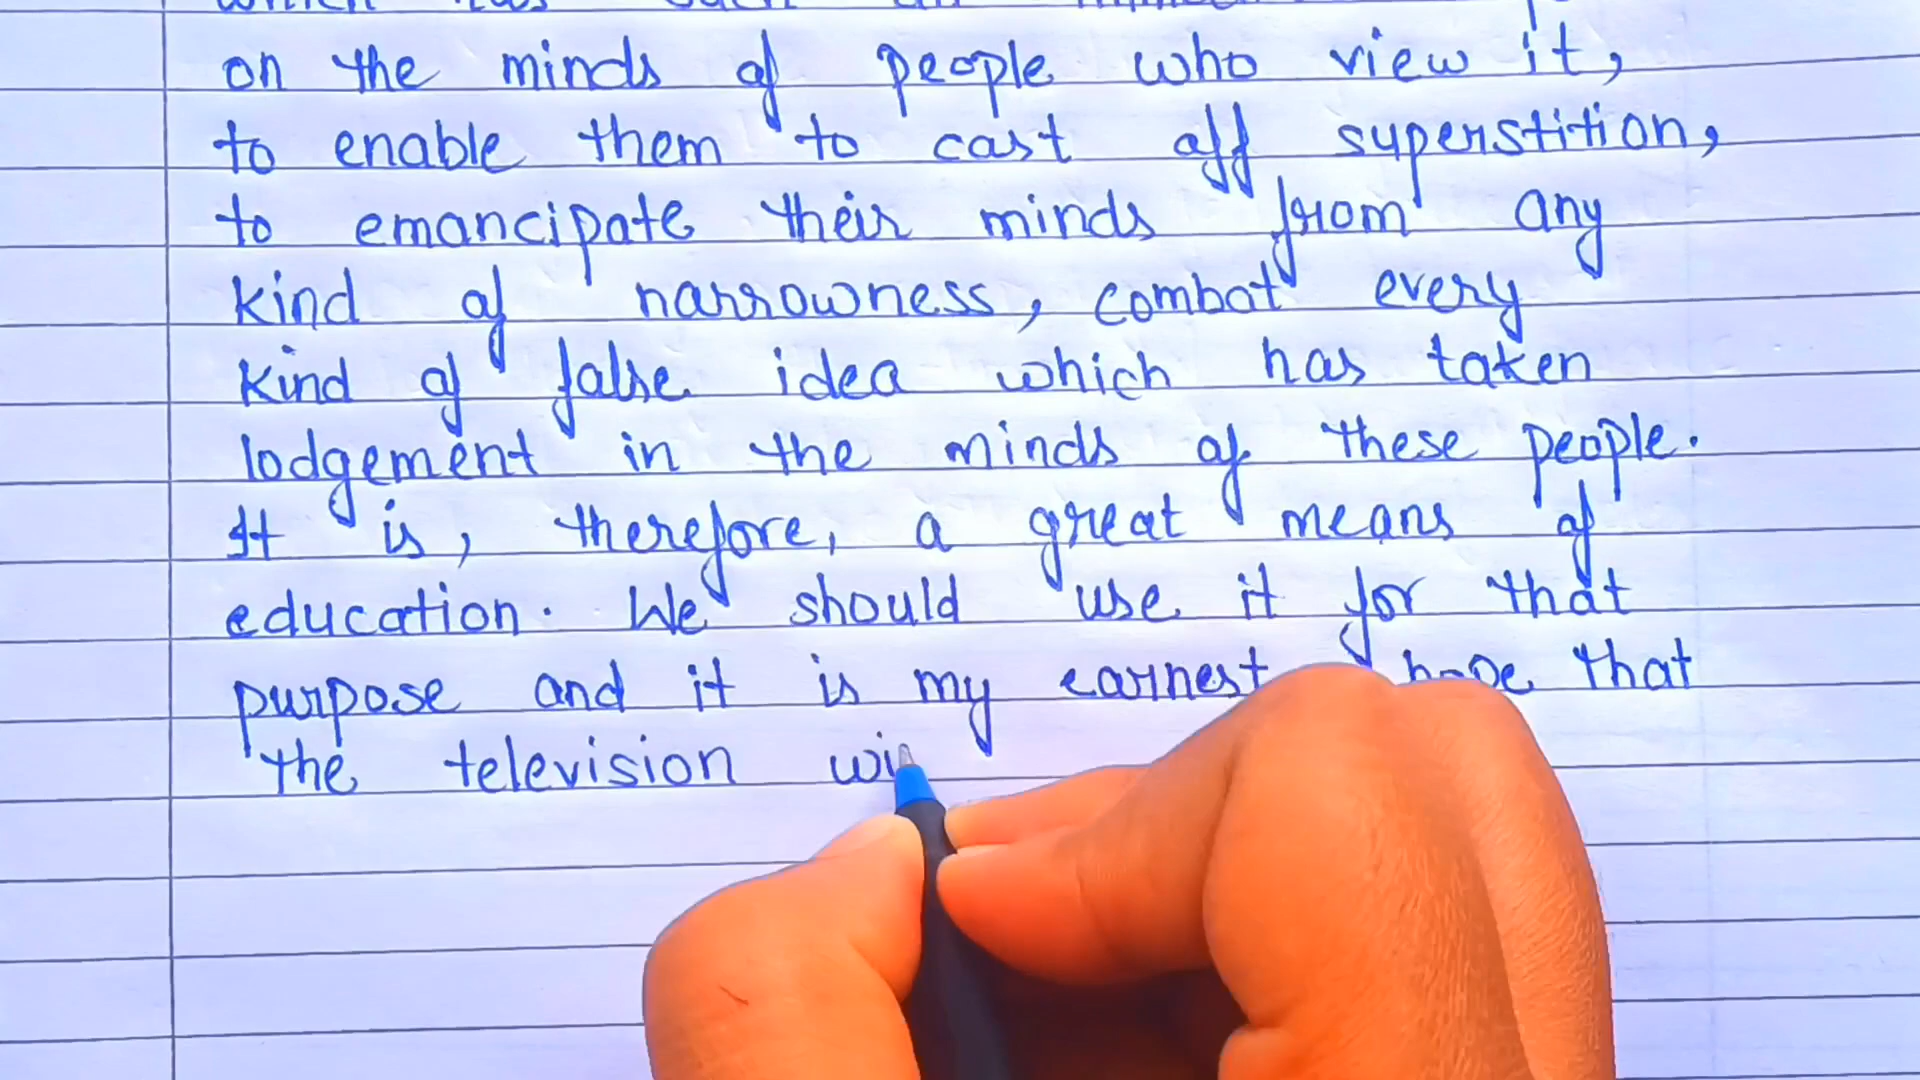 on the minds of people who view it,
to enable them to cast off superstition,
to emancipate their minds from any
kind of narrowness, combat every
kind of false idea which has taken
lodgement in the minds of these people.
It is, therefore, a great means of
education. We should use it for that
purpose and it is my earnest hope that
the television wi